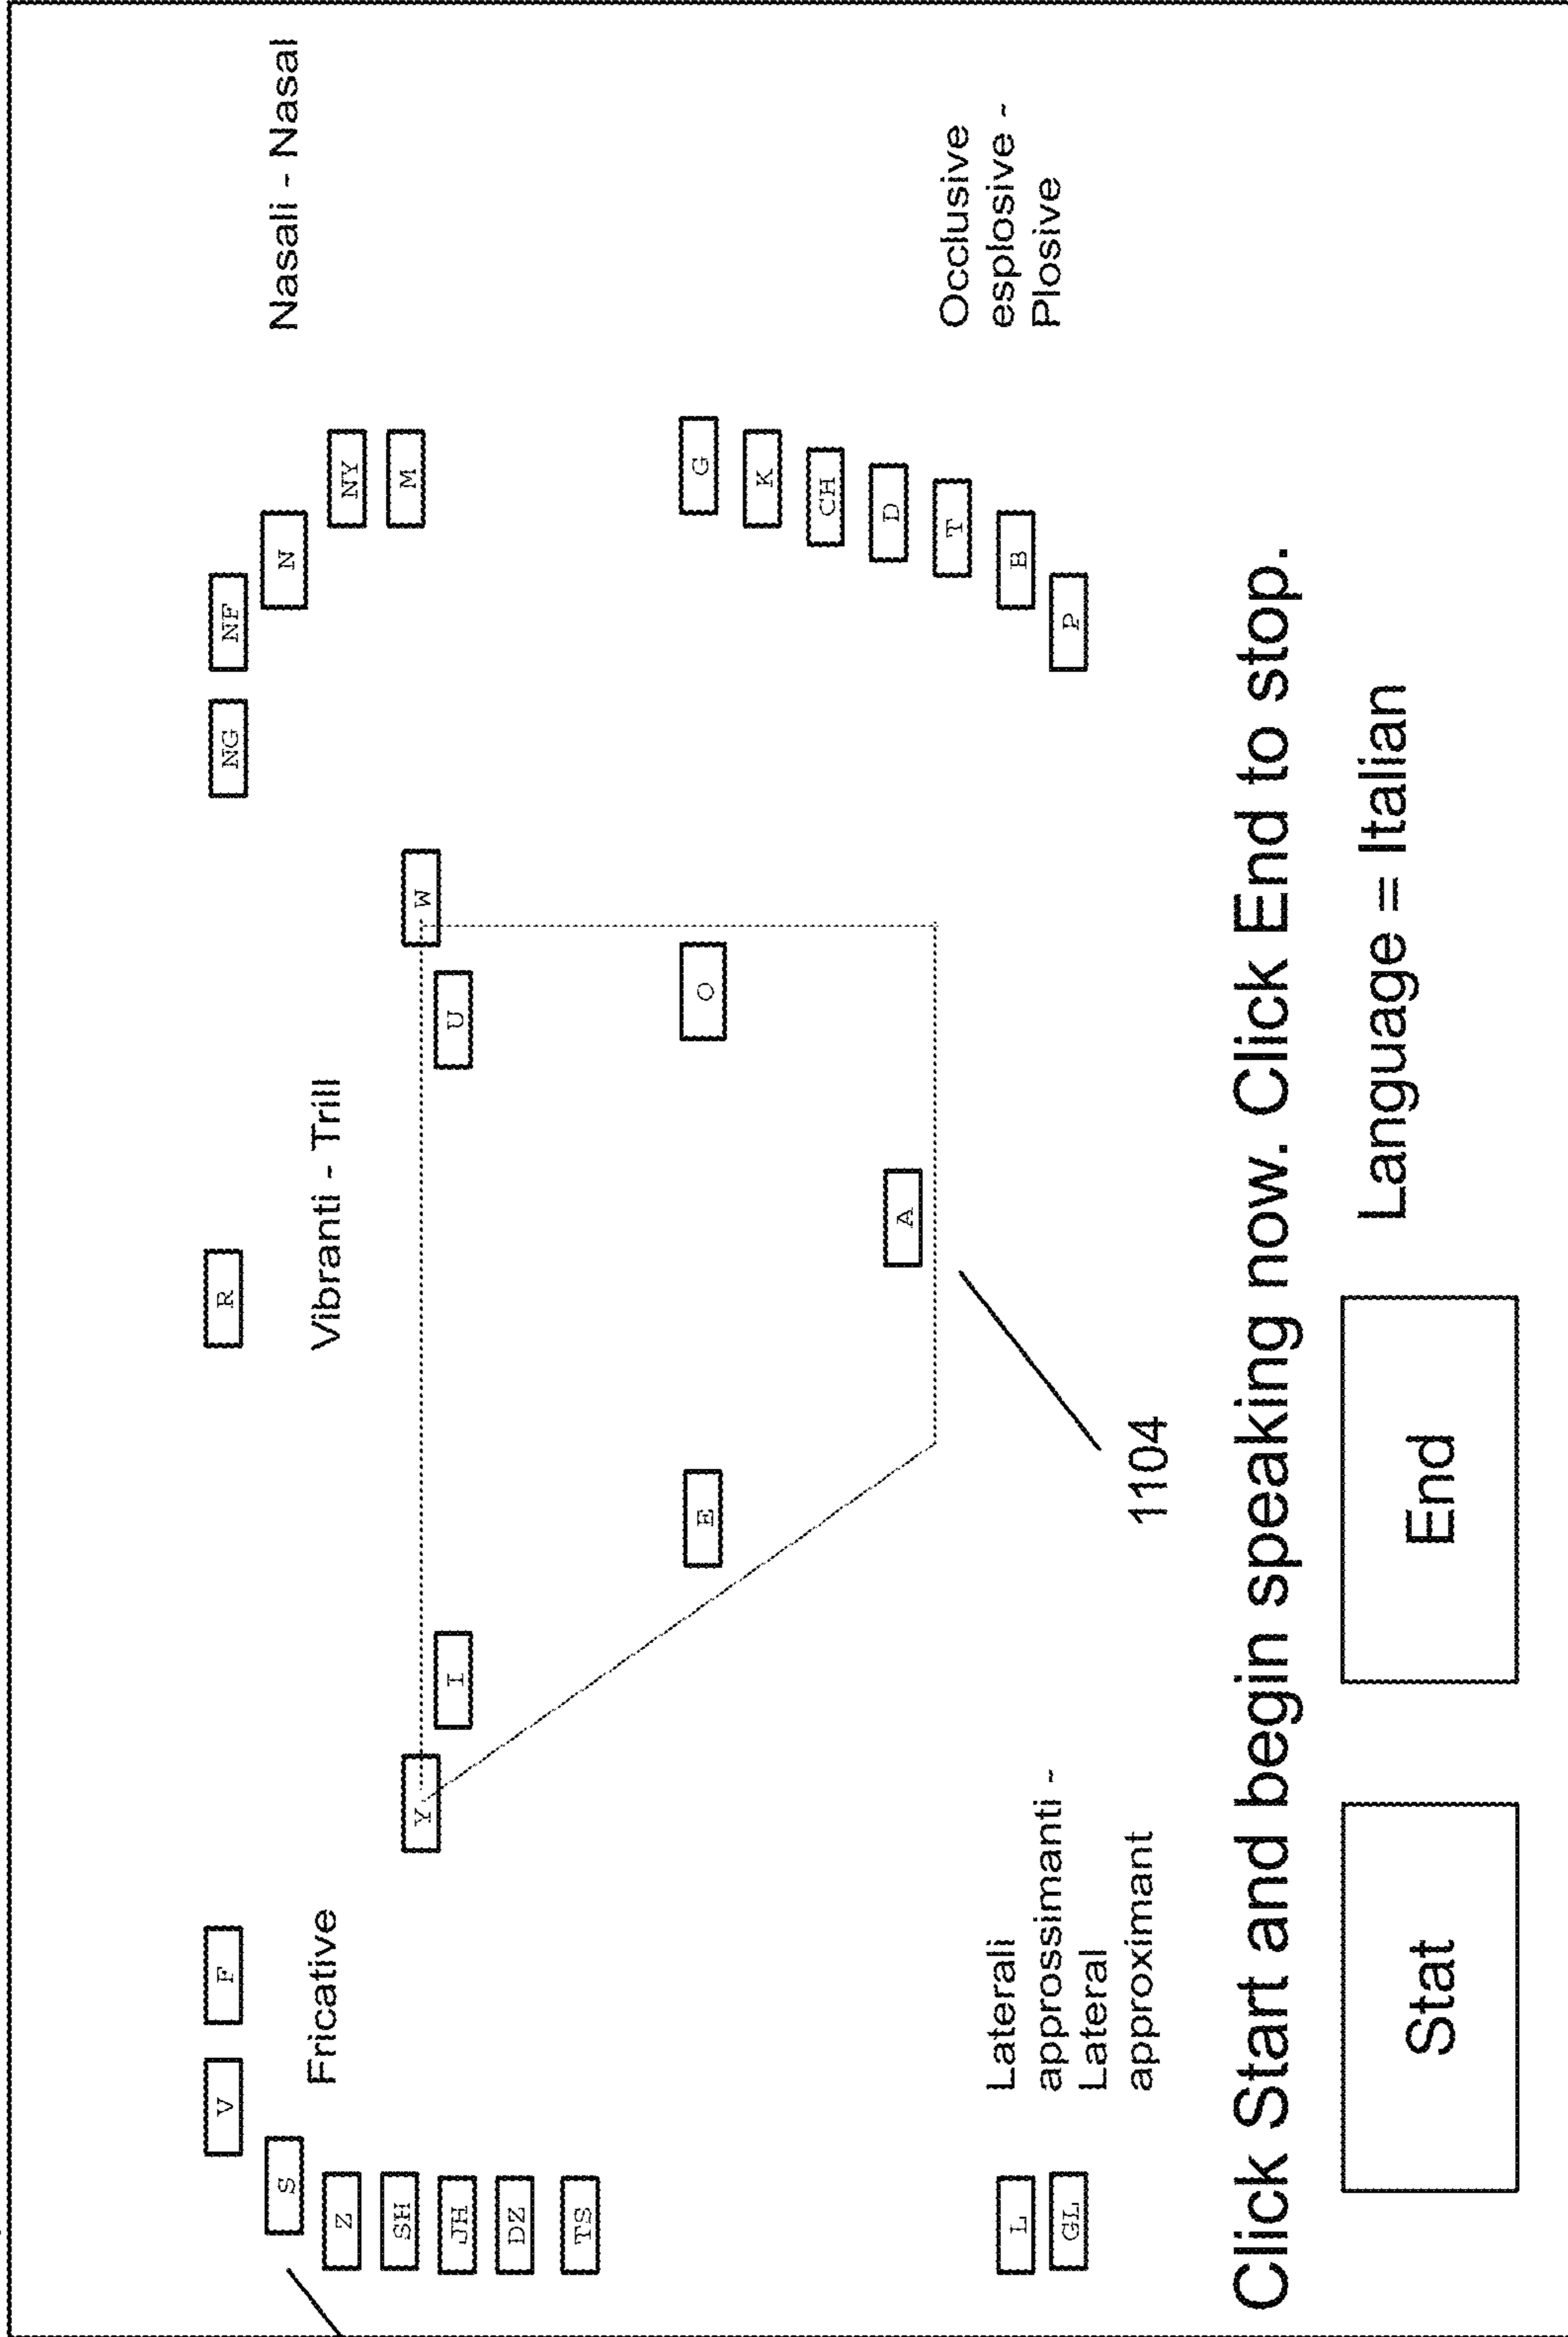 V
F
R
NG
NF
S
N
Z
Fricative
Vibranti - Trill
NY
Nasali - Nasal
SH
Y
W
M
JH
I
U
DZ
TS
E
O
G
K
CH
A
D
T
L
Laterali
approssimanti -
Lateral
approximant
B
Occlusive
esplosive -
Plosive
GL
P
1104
Click Start and begin speaking now. Click End to stop.
Stat
End
Language = Italian